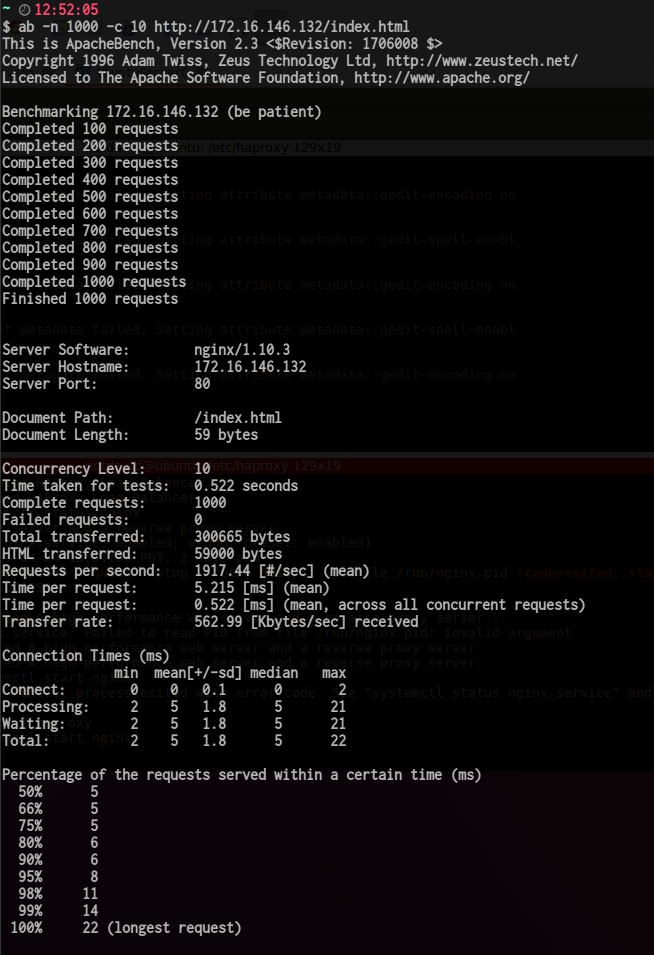 ~ 12:52:05
$ ab -n 1000 -c 10 http://172.16.146.132/index.html
This is ApacheBench, Version 2.3 <$Revision: 1706008 $>
Copyright 1996 Adam Twiss, Zeus Technology Ltd, http://www.zeustech.net/
Licensed to The Apache Software Foundation, http://www.apache.org/

Benchmarking 172.16.146.132 (be patient)
Completed 100 requests
Completed 200 requests
Completed 300 requests
Completed 400 requests
Completed 500 requests
Completed 600 requests
Completed 700 requests
Completed 800 requests
Completed 900 requests
Completed 1000 requests
Finished 1000 requests

Server Software:        nginx/1.10.3
Server Hostname:        172.16.146.132
Server Port:            80

Document Path:          /index.html
Document Length:        59 bytes

Concurrency Level:      10
Time taken for tests:   0.522 seconds
Complete requests:      1000
Failed requests:        0
Total transferred:      300665 bytes
HTML transferred:       59000 bytes
Requests per second:    1917.44 [#/sec] (mean)
Time per request:       5.215 [ms] (mean)
Time per request:       0.522 [ms] (mean, across all concurrent requests)
Transfer rate:          562.99 [Kbytes/sec] received

Connection Times (ms)
              min  mean[+/-sd] median   max
Connect:        0    0   0.1      0       2
Processing:     2    5   1.8      5      21
Waiting:        2    5   1.8      5      21
Total:          2    5   1.8      5      22

Percentage of the requests served within a certain time (ms)
  50%      5
  66%      5
  75%      5
  80%      6
  90%      6
  95%      8
  98%     11
  99%     14
 100%     22 (longest request)